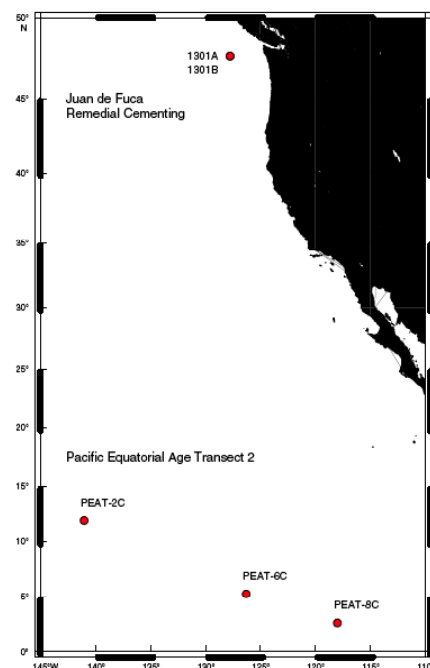 50°
N
1301A
1301B
45°
Juan de Fuca
Remedial Cementing
40°
35°
30°
25°
20°
Pacific Equatorial Age Transect 2
15°
PEAT-2C
10°
PEAT-6C
5°
PEAT-8C
0°
145°W 140° 135° 130° 125° 120° 115° 110°